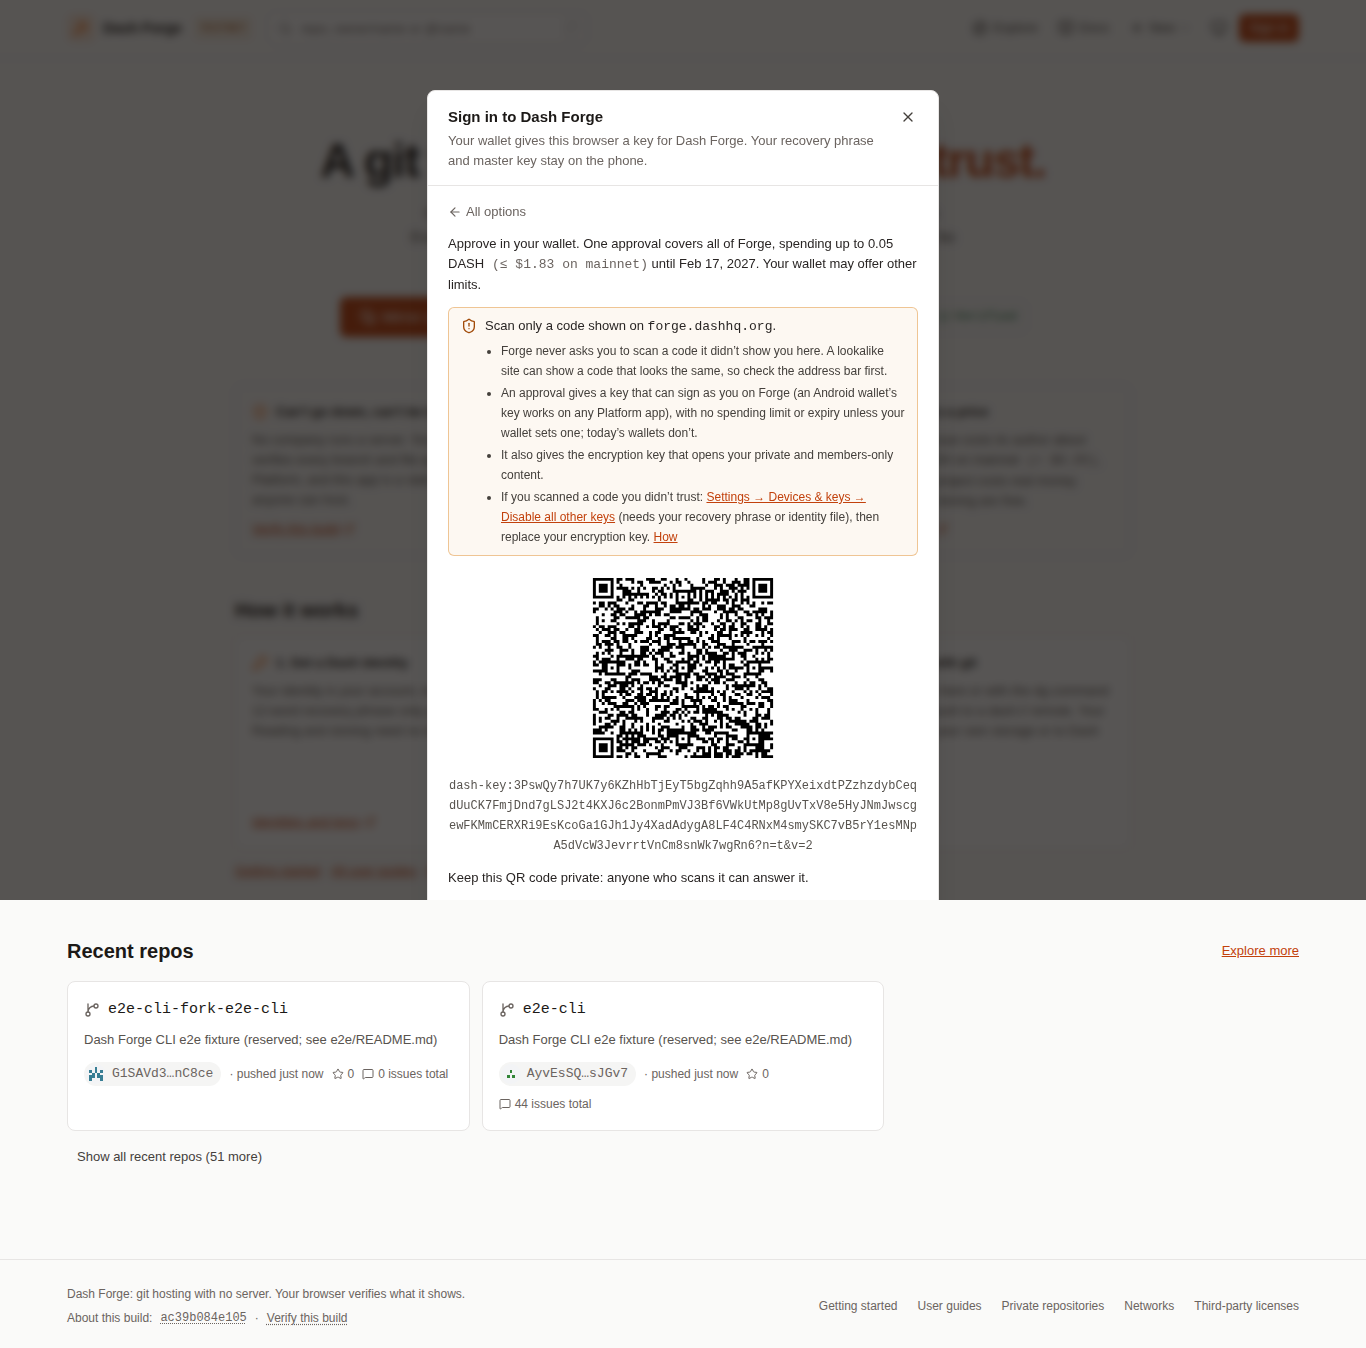 Dash Forge
A git
trust.
Sign in to Dash Forge
Your wallet gives this browser a key for Dash Forge. Your recovery phrase
and master key stay on the phone.
All options
Approve in your wallet. One approval covers all of Forge, spending up to 0.05
DASH (≤ $1.83 on mainnet) until Feb 17, 2027. Your wallet may offer other
limits.
Scan only a code shown on forge.dashhq.org.
• Forge never asks you to scan a code it didn’t show you here. A lookalike
site can show a code that looks the same, so check the address bar first.
• An approval gives a key that can sign as you on Forge (an Android wallet’s
key works on any Platform app), with no spending limit or expiry unless your
wallet sets one; today’s wallets don’t.
• It also gives the encryption key that opens your private and members-only
content.
• If you scanned a code you didn’t trust: Settings → Devices & keys →
Disable all other keys (needs your recovery phrase or identity file), then
replace your encryption key. How
dash-key:3PswQy7h7UK7y6KZhHbTjEyT5bgZqhh9A5afKPYXeixdtPZzhzdybCeq
dUuCK7FmjDnd7gLSJ2t4KXJ6c2BonmPmVJ3Bf6VWkUtMp8gUvTxV8e5HyJNmJwscg
ewFKMmCERXRi9EsKcoGa1GJh1Jy4XadAdygA8LF4C4RNxM4smySKC7vB5rY1esMNp
A5dVcW3JevrrtVnCm8snWk7wgRn6?n=t&v=2
Keep this QR code private: anyone who scans it can answer it.
How it works
Recent repos
Explore more
e2e-cli-fork-e2e-cli
Dash Forge CLI e2e fixture (reserved; see e2e/README.md)
G1SAVd3…nC8ce · pushed just now 0 0 issues total
e2e-cli
Dash Forge CLI e2e fixture (reserved; see e2e/README.md)
AyvEsSQ…sJGv7 · pushed just now 0
44 issues total
Show all recent repos (51 more)
Dash Forge: git hosting with no server. Your browser verifies what it shows.
About this build: ac39b084e105 · Verify this build
Getting started User guides Private repositories Networks Third-party licenses